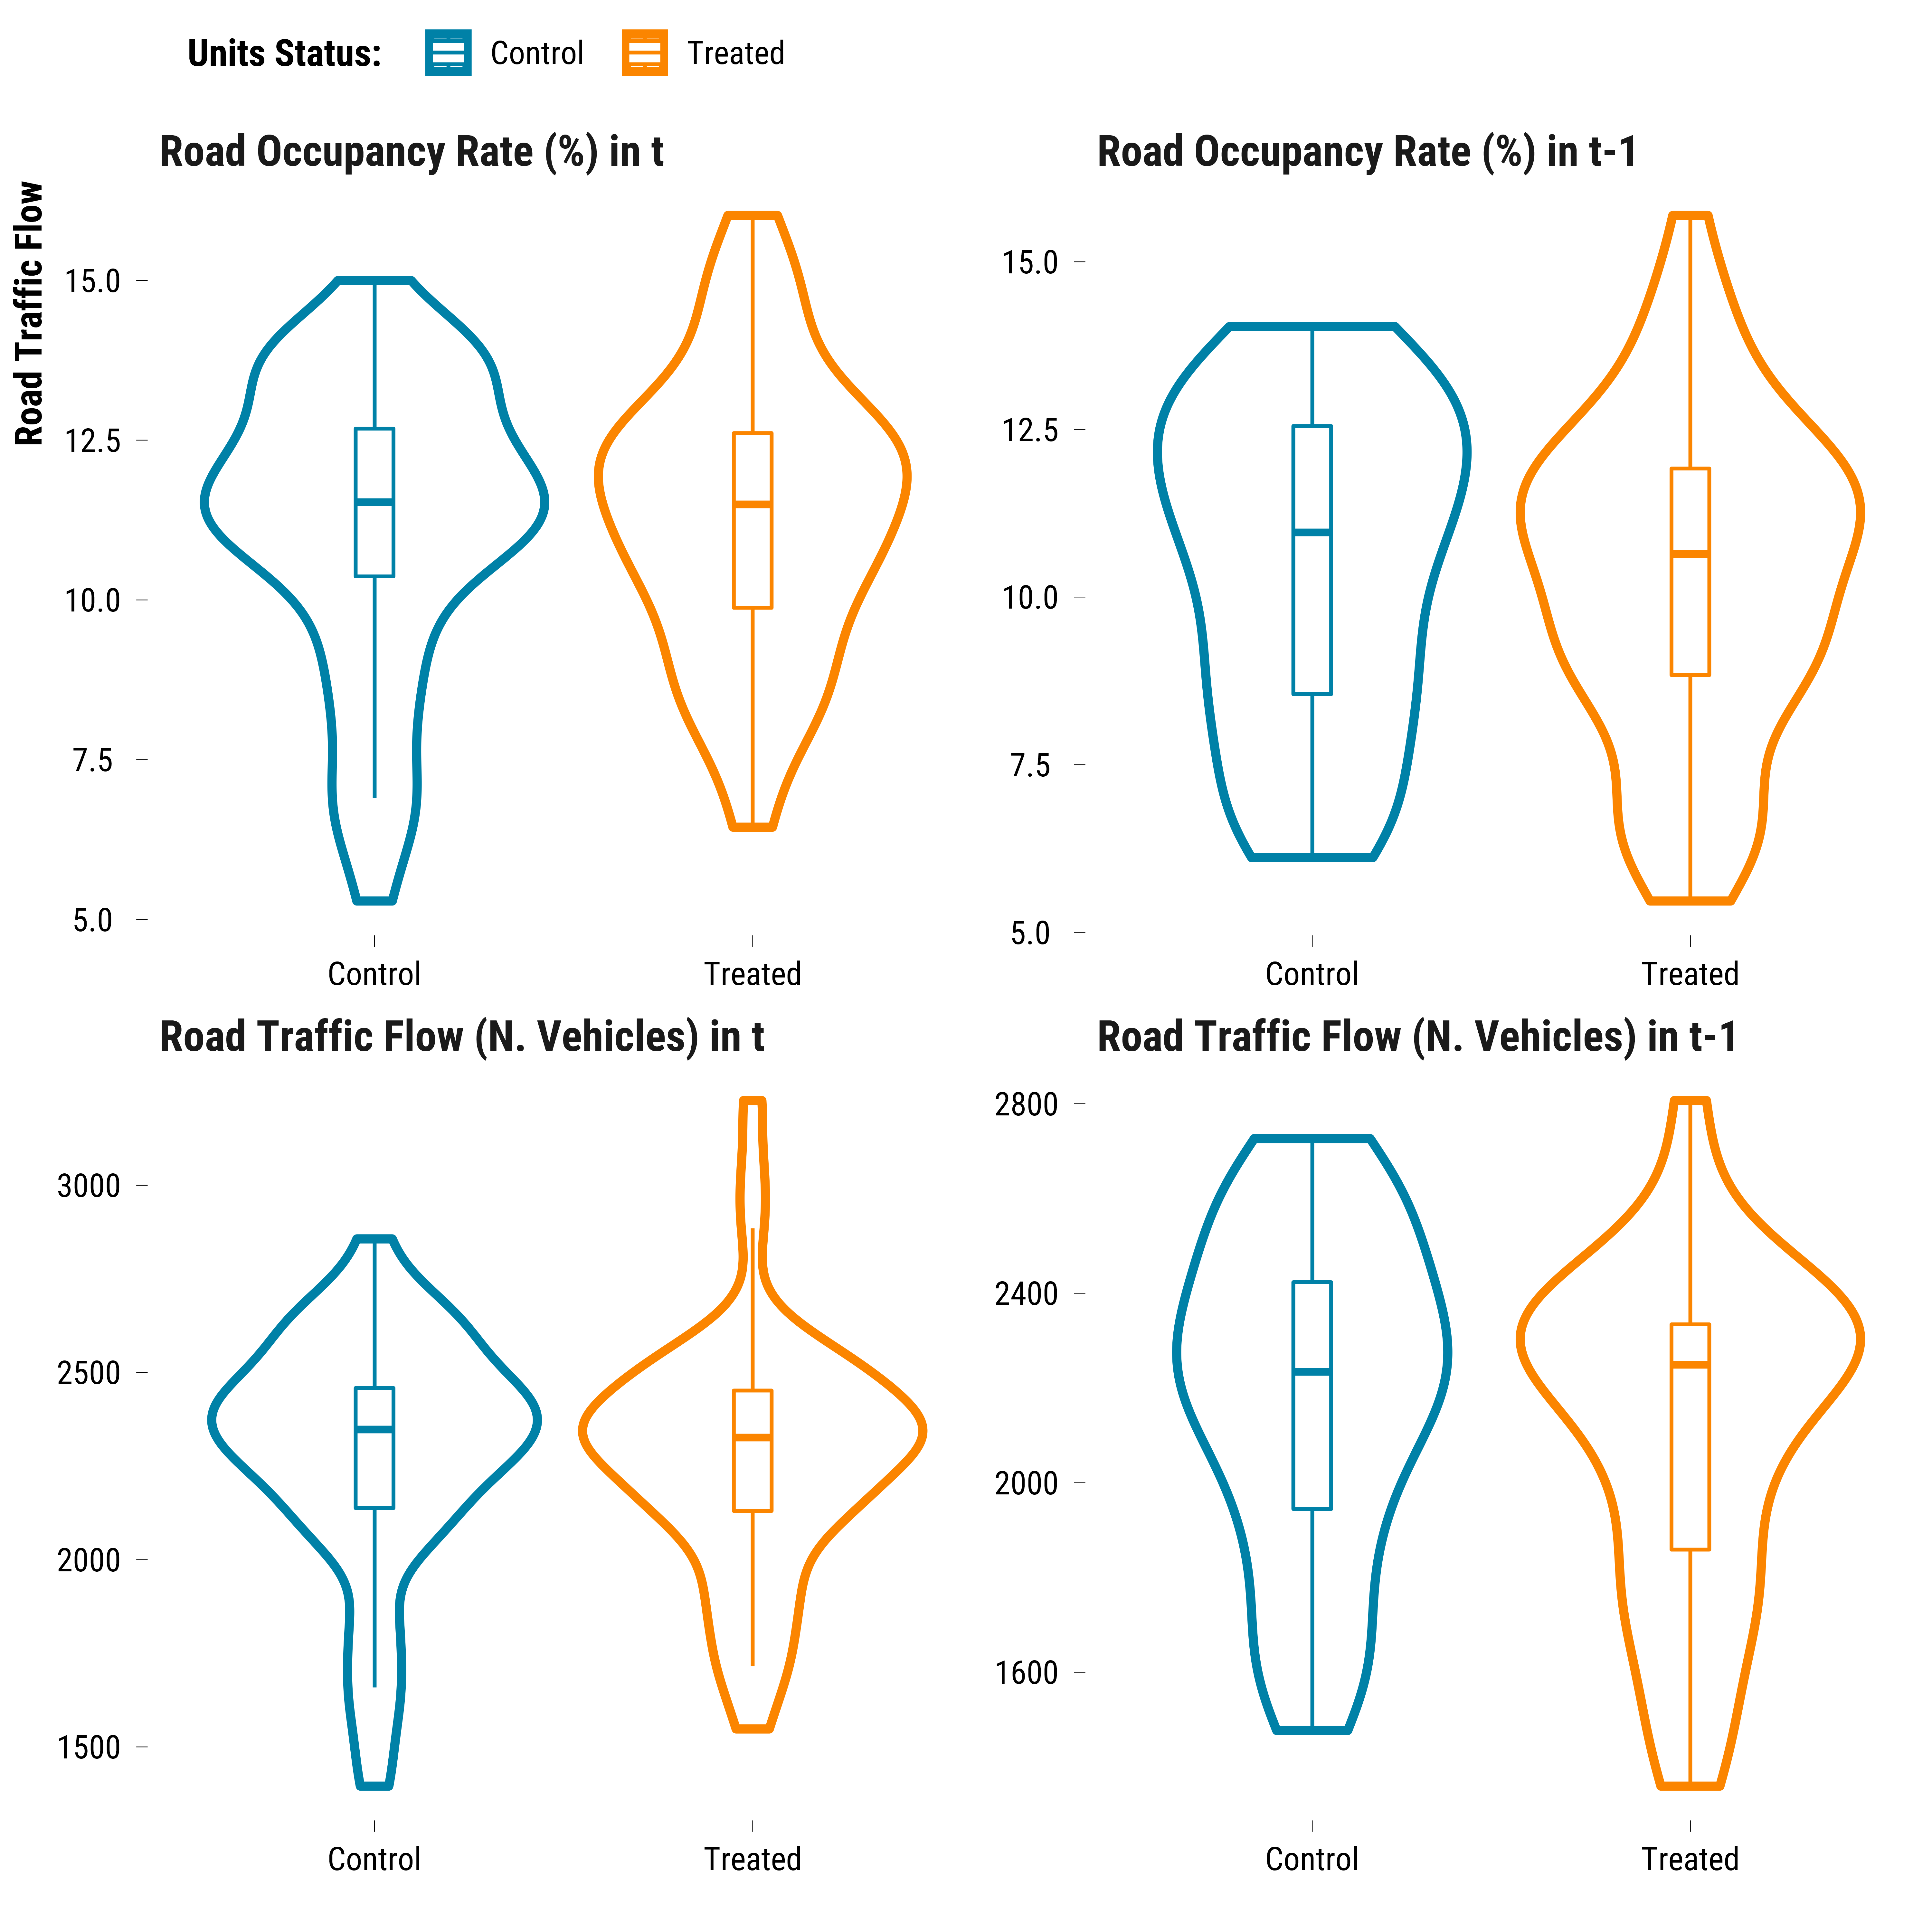 Units Status: Control Treated
Road Occupancy Rate (%) in t
Road Occupancy Rate (%) in t-1
Road Traffic Flow
15.0
12.5
10.0
7.5
5.0
Control Treated
15.0
12.5
10.0
7.5
5.0
Control Treated
Road Traffic Flow (N. Vehicles) in t
Road Traffic Flow (N. Vehicles) in t-1
3000
2500
2000
1500
Control Treated
2800
2400
2000
1600
Control Treated